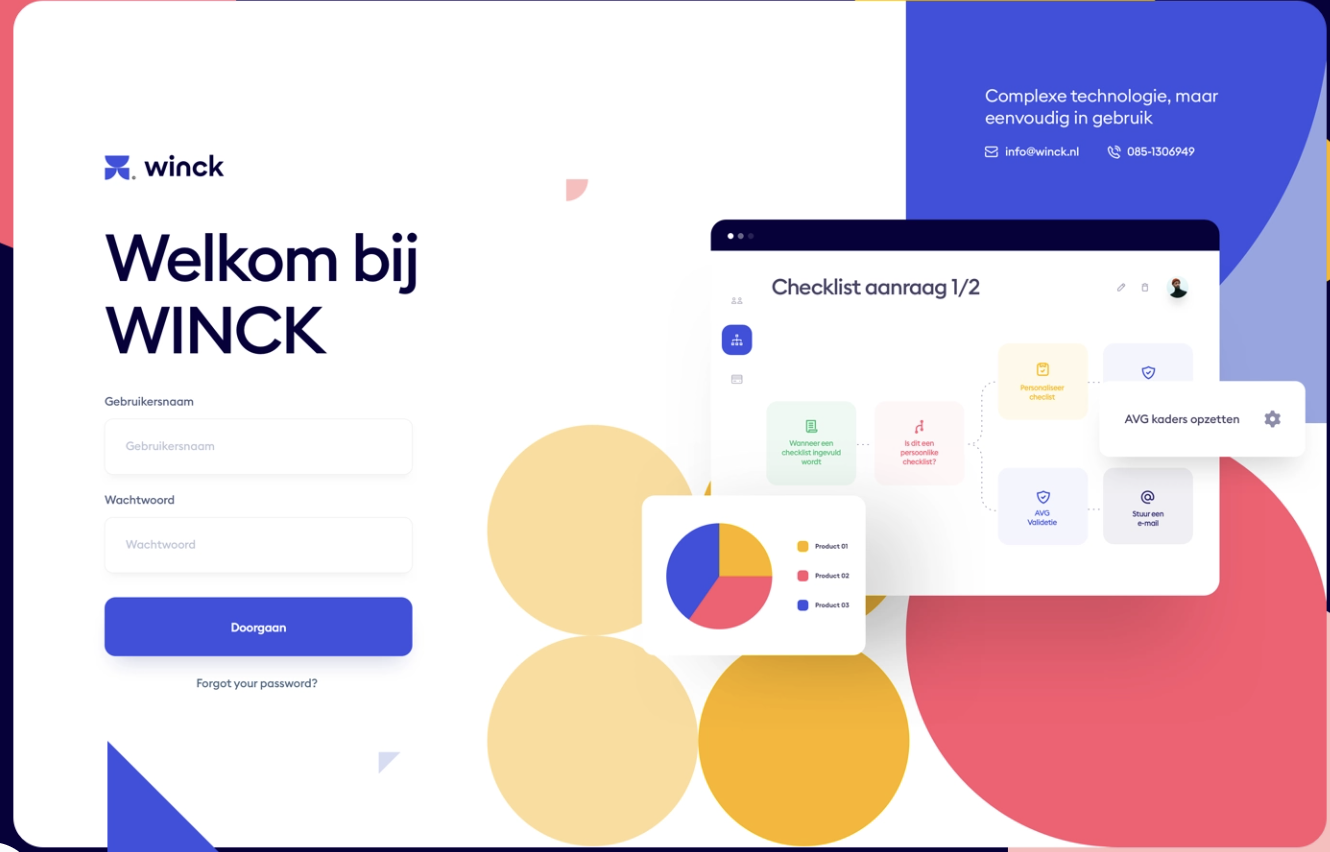 winck
Welkom bij
WINCK
Gebruikersnaam
Gebruikersnaam
Wachtwoord
Wachtwoord
Doorgaan
Forgot your password?
Complexe technologie, maar
eenvoudig in gebruik
info@winck.nl
085-1306949
Checklist aanraag 1/2
Wanneer een
checklist ingevuld
wordt
Is dit een
persoonlike
checklist?
Personaliseer
checlist
AVG kaders opzetten
AVG
Validetie
Stuur een
e-mail
Product 01
Product 02
Product 03